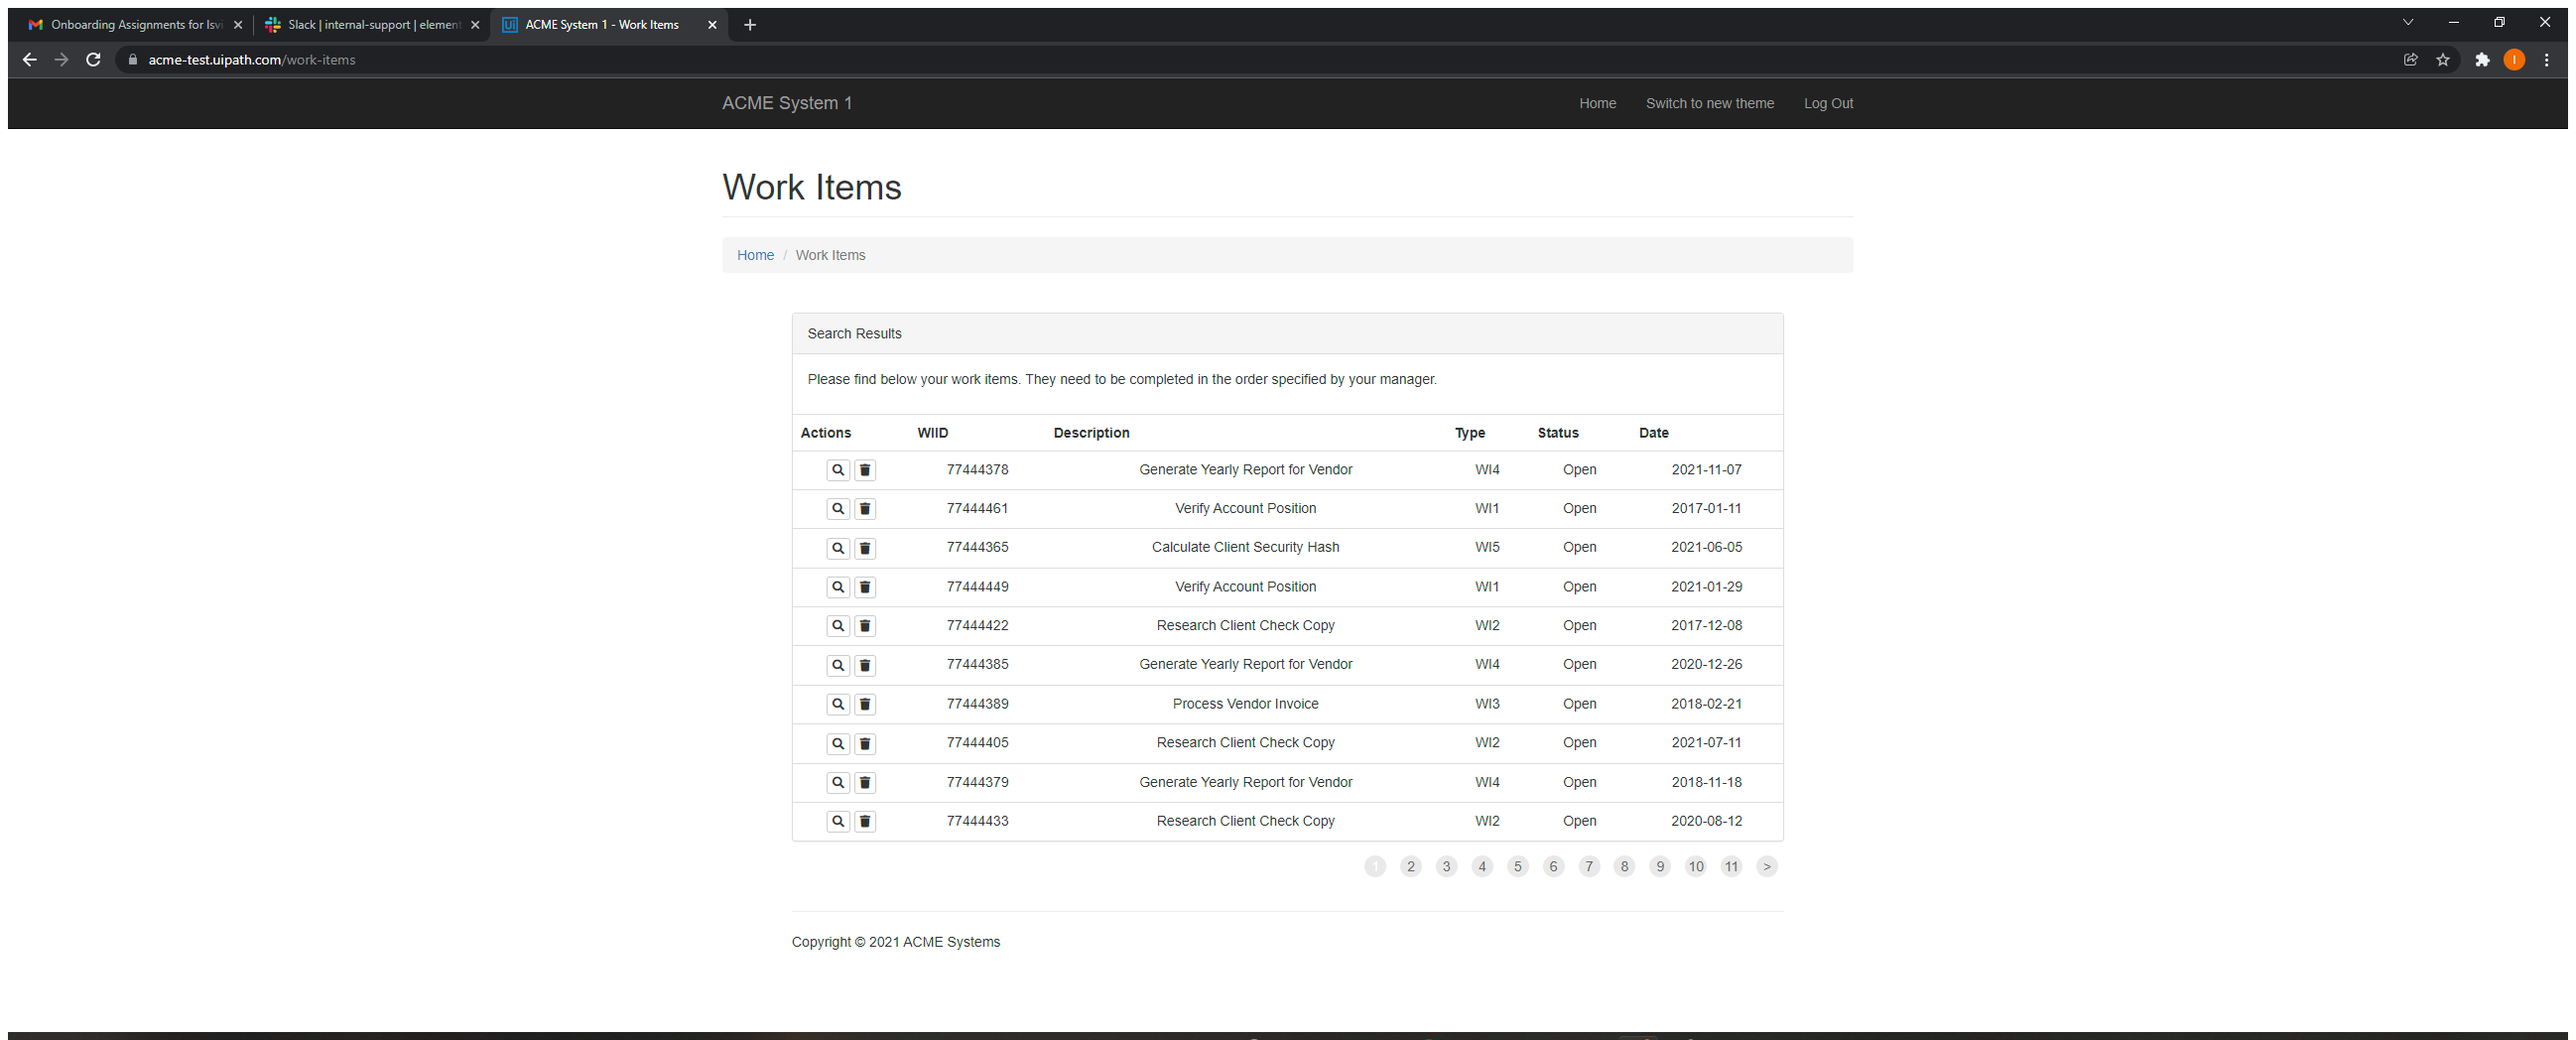 Onboarding Assignments for Isvi
Slack | internal-support | element
Ui ACME System 1 - Work Items
acme-test.uipath.com/work-items
I
ACME System 1 Home Switch to new theme Log Out
Work Items
Home / Work Items
Search Results
Please find below your work items. They need to be completed in the order specified by your manager.
Actions WIID Description Type Status Date
77444378 Generate Yearly Report for Vendor WI4 Open 2021-11-07
77444461 Verify Account Position WI1 Open 2017-01-11
77444365 Calculate Client Security Hash WI5 Open 2021-06-05
77444449 Verify Account Position WI1 Open 2021-01-29
77444422 Research Client Check Copy WI2 Open 2017-12-08
77444385 Generate Yearly Report for Vendor WI4 Open 2020-12-26
77444389 Process Vendor Invoice WI3 Open 2018-02-21
77444405 Research Client Check Copy WI2 Open 2021-07-11
77444379 Generate Yearly Report for Vendor WI4 Open 2018-11-18
77444433 Research Client Check Copy WI2 Open 2020-08-12
1 2 3 4 5 6 7 8 9 10 11 >
Copyright © 2021 ACME Systems